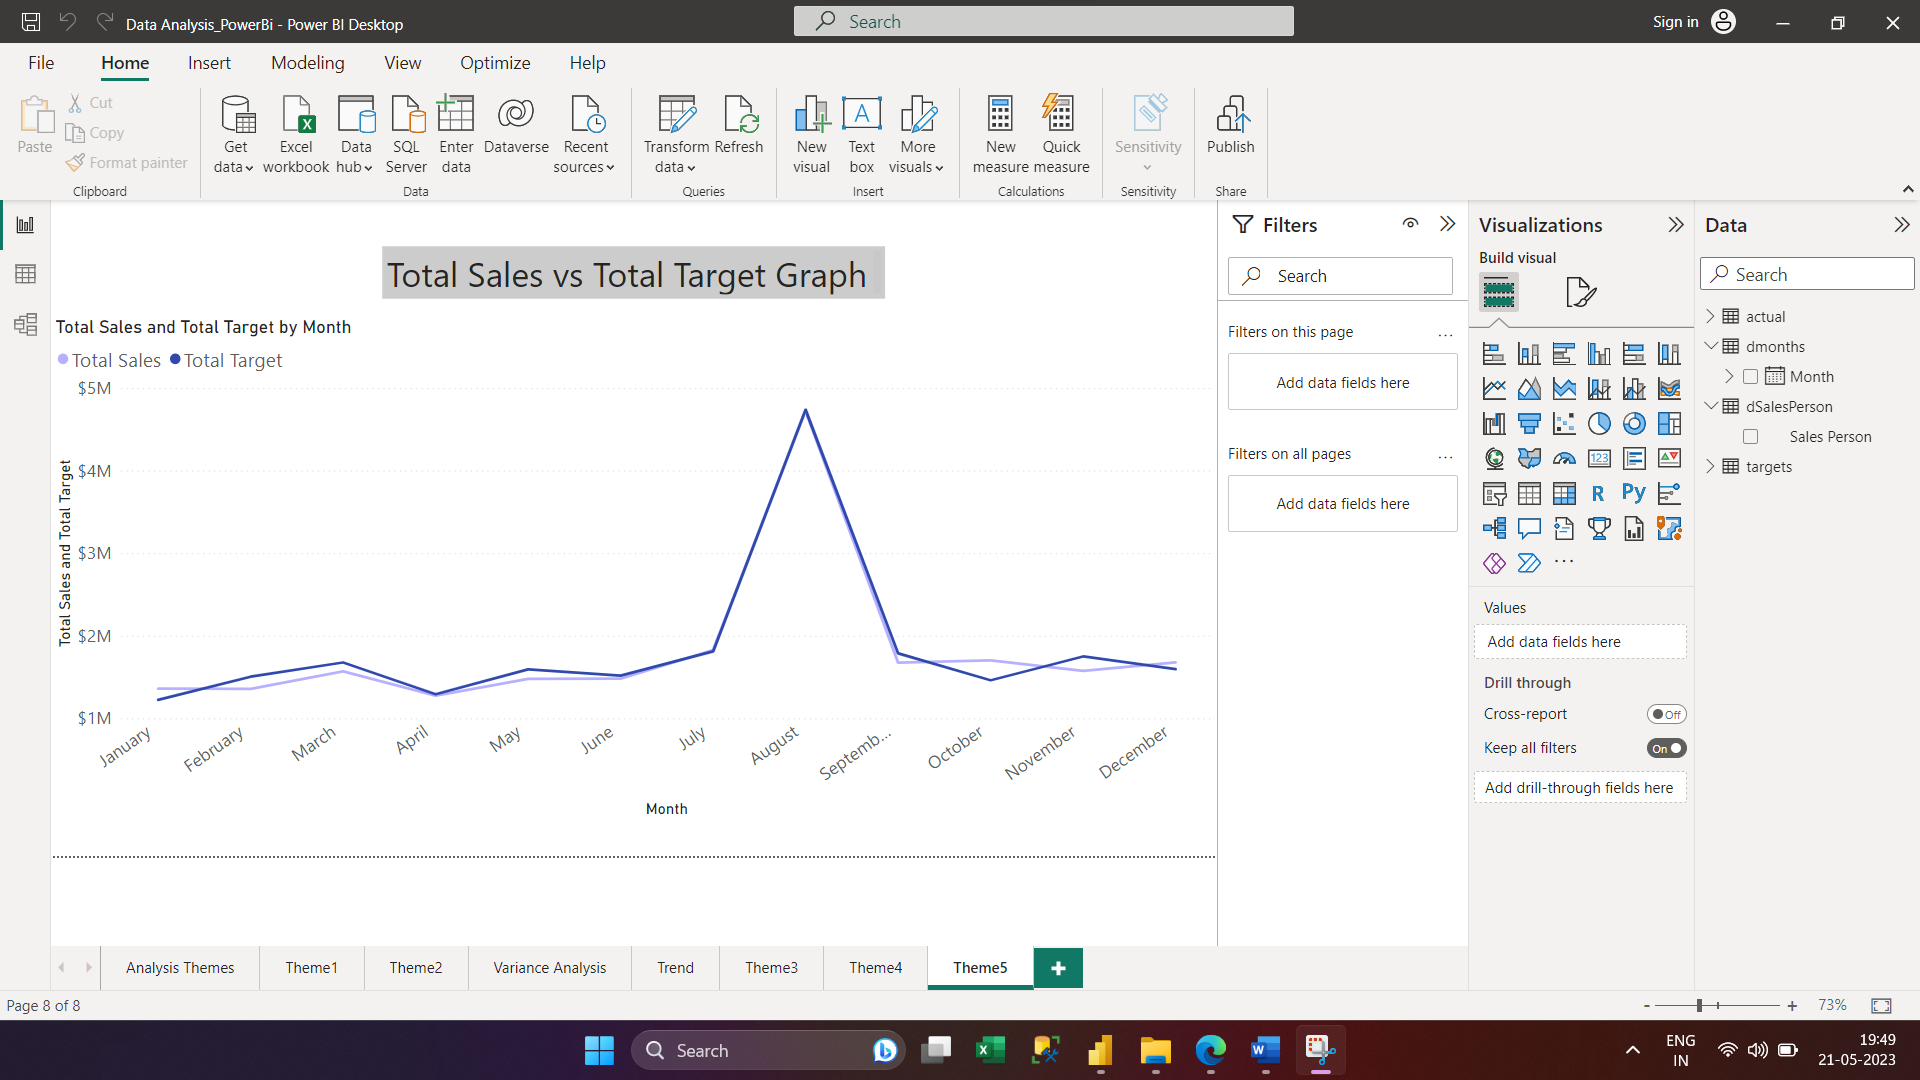 Data Analysis_PowerBi - Power BI Desktop
Search
Sign in
File
Home
Insert
Modeling
View
Optimize
Help
Paste
Cut
Copy
Format painter
Clipboard
Get data
Excel workbook
Data hub
SQL Server
Enter data
Dataverse
Recent sources
Data
Transform data
Refresh
Queries
New visual
Text box
More visuals
Insert
New measure
Quick measure
Calculations
Sensitivity
Sensitivity
Publish
Share
Total Sales vs Total Target Graph
Total Sales and Total Target by Month
Total Sales
Total Target
Total Sales and Total Target
$5M
$4M
$3M
$2M
$1M
January
February
March
April
May
June
July
August
Septemb...
October
November
December
Month
Filters
Search
Filters on this page
...
Add data fields here
Filters on all pages
...
Add data fields here
Visualizations
Build visual
123
R
Py
...
Values
Add data fields here
Drill through
Cross-report
Off
Keep all filters
On
Add drill-through fields here
Data
Search
actual
dmonths
Month
dSalesPerson
Sales Person
targets
Analysis Themes
Theme1
Theme2
Variance Analysis
Trend
Theme3
Theme4
Theme5
+
Page 8 of 8
- + 73%
Search
ENG
IN
19:49
21-05-2023